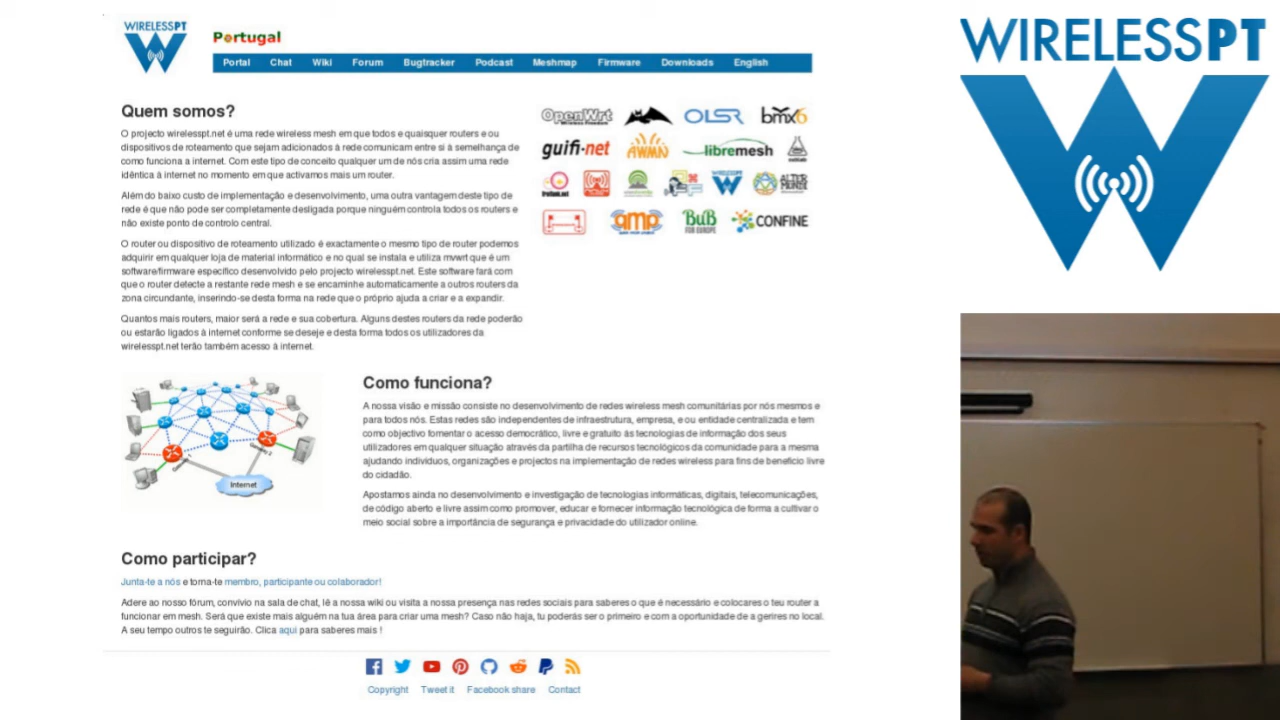 WIRELESSPT
Portugal
Portal Chat Wiki Forum Bugtracker Podcast Meshmap Firmware Downloads English
Quem somos?
O projecto wirelesspt.net é uma rede wireless mesh em que todos e quaisquer routers e ou
dispositivos de roteamento que sejam adicionados à rede comunicam entre si à semelhança de
como funciona a internet. Com este tipo de conceito qualquer um de nós cria assim uma rede
idêntica à internet no momento em que activamos mais um router.
Além do baixo custo de implementação e desenvolvimento, uma outra vantagem deste tipo de
rede é que não pode ser completamente desligada porque ninguém controla todos os routers e
não existe ponto de controlo central.
O router ou dispositivo de roteamento utilizado é exactamente o mesmo tipo de router podemos
adquirir em qualquer loja de material informático e no qual se instala e utiliza mvwrt que é um
software/firmware específico desenvolvido pelo projecto wirelesspt.net. Este software fará com
que o router detecte a restante rede mesh e se encaminhe automaticamente a outros routers da
zona circundante, inserindo-se desta forma na rede que o próprio ajuda a criar e a expandir.
Quantos mais routers, maior será a rede e sua cobertura. Alguns destes routers da rede poderão
ou estarão ligados à internet conforme se deseje e desta forma todos os utilizadores da
wirelesspt.net terão também acesso à internet.
OpenWrt OLSR bmx6
Wireless Freedom
guifi·net AWMN libremesh
WIRELESSPT ALTER MUNDI
qmp BuB FOR EUROPE CONFINE
Como funciona?
A nossa visão e missão consiste no desenvolvimento de redes wireless mesh comunitárias por nós mesmos e
para todos nós. Estas redes são independentes de infraestrutura, empresa, e ou entidade centralizada e tem
como objectivo fomentar o acesso democrático, livre e gratuito às tecnologias de informação dos seus
utilizadores em qualquer situação através da partilha de recursos tecnológicos da comunidade para a mesma
ajudando indivíduos, organizações e projectos na implementação de redes wireless para fins de benefício livre
do cidadão.
Apostamos ainda no desenvolvimento e investigação de tecnologias informáticas, digitais, telecomunicações,
de código aberto e livre assim como promover, educar e fornecer informação tecnológica de forma a cultivar o
meio social sobre a importância de segurança e privacidade do utilizador online.
Gateway 2
Internet
Como participar?
Junta-te a nós e torna-te membro, participante ou colaborador!
Adere ao nosso fórum, convívio na sala de chat, lê a nossa wiki ou visita a nossa presença nas redes sociais para saberes o que é necessário e colocares o teu router a
funcionar em mesh. Será que existe mais alguém na tua área para criar uma mesh? Caso não haja, tu poderás ser o primeiro e com a oportunidade de a gerires no local.
A seu tempo outros te seguirão. Clica aqui para saberes mais !
Copyright Tweet it Facebook share Contact
WIRELESSPT